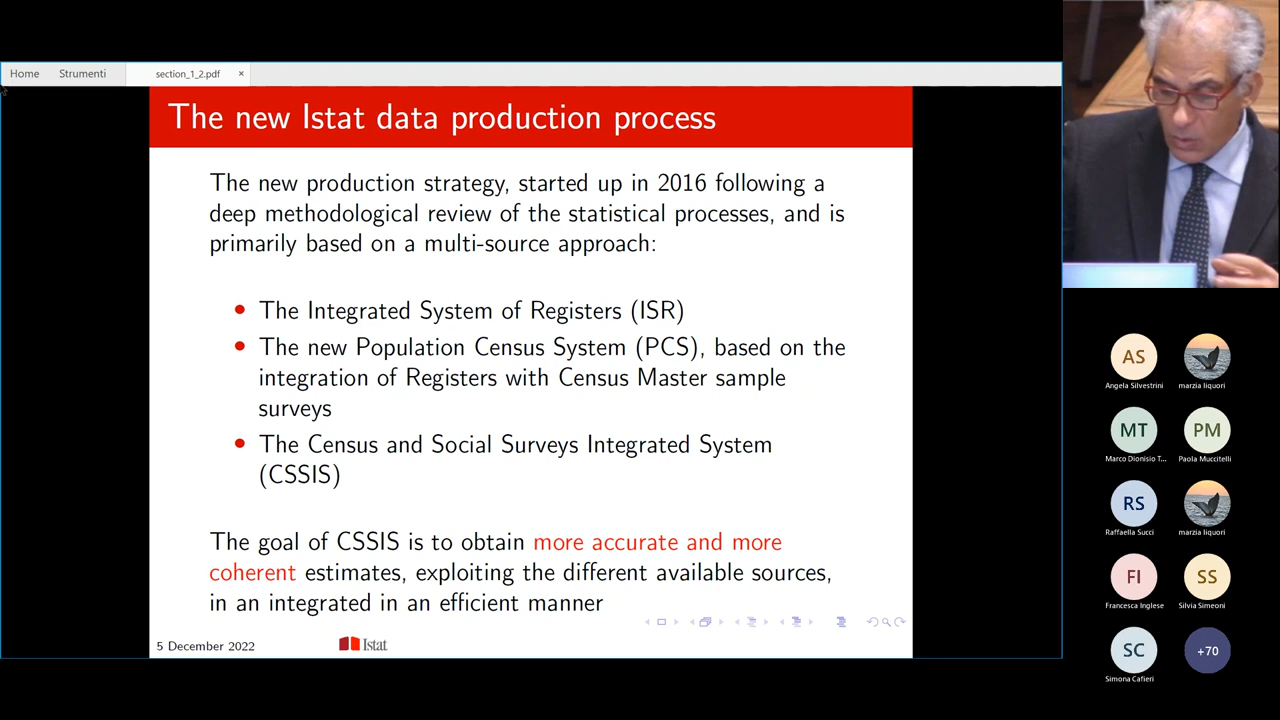 Home Strumenti section_1_2.pdf ×
The new Istat data production process
The new production strategy, started up in 2016 following a
deep methodological review of the statistical processes, and is
primarily based on a multi-source approach:
• The Integrated System of Registers (ISR)
• The new Population Census System (PCS), based on the
integration of Registers with Census Master sample
surveys
• The Census and Social Surveys Integrated System
(CSSIS)
The goal of CSSIS is to obtain more accurate and more
coherent estimates, exploiting the different available sources,
in an integrated in an efficient manner
5 December 2022
Istat
AS
Angela Silvestrini
marzia liquori
MT
PM
Marco Dionisio T...
Paola Muccitelli
RS
Raffaella Succi
marzia liquori
FI
SS
Francesca Inglese
Silvia Simeoni
SC
+70
Simona Cafieri